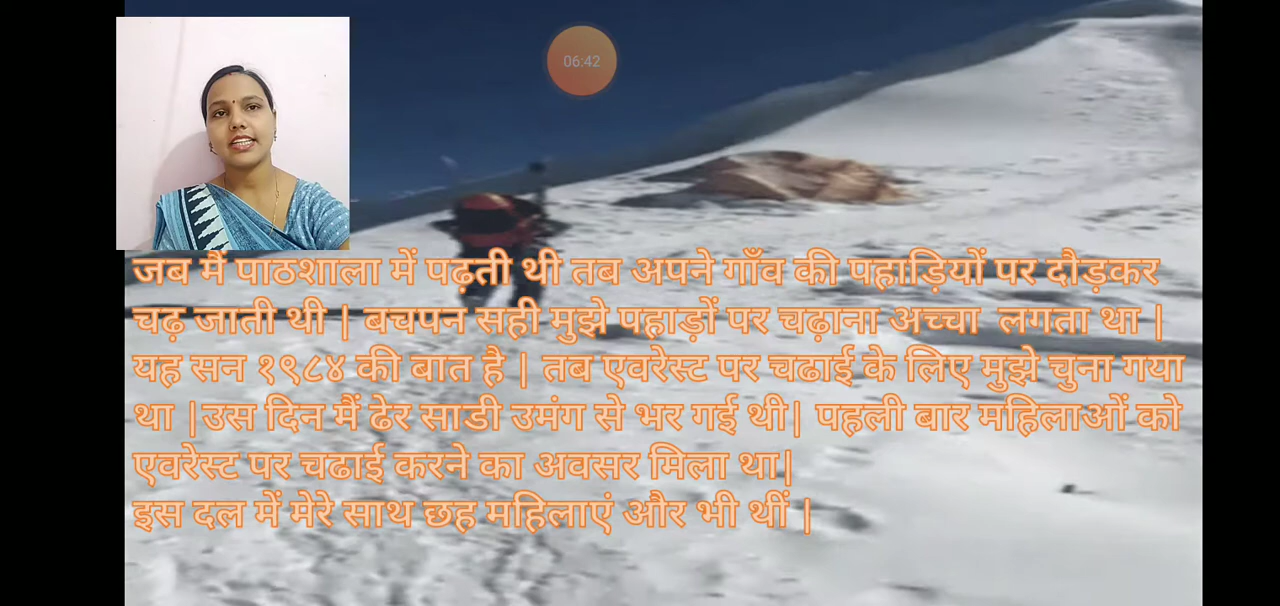 06:42
जब मैं पाठशाला में पढ़ती थी तब अपने गाँव की पहाड़ियों पर दौड़कर
चढ़ जाती थी | बचपन सही मुझे पहाड़ों पर चढ़ाना अच्चा लगता था |
यह सन १९८४ की बात है | तब एवरेस्ट पर चढाई के लिए मुझे चुना गया
था |उस दिन मैं ढेर साडी उमंग से भर गई थी| पहली बार महिलाओं को
एवरेस्ट पर चढाई करने का अवसर मिला था|
इस दल में मेरे साथ छह महिलाएं और भी थीं |